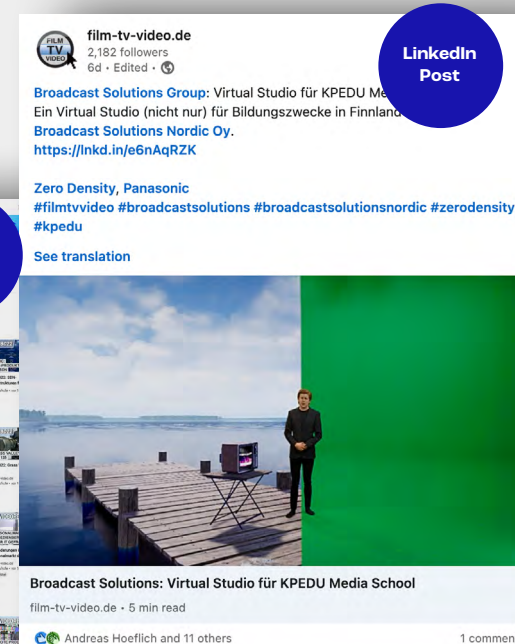 FILM
TV
VIDEO
film-tv-video.de
2,182 followers
6d • Edited •
LinkedIn
Post
Broadcast Solutions Group: Virtual Studio für KPEDU Me
Ein Virtual Studio (nicht nur) für Bildungszwecke in Finnland
Broadcast Solutions Nordic Oy.
https://lnkd.in/e6nAqRZK
Zero Density, Panasonic
#filmtvvideo #broadcastsolutions #broadcastsolutionsnordic #zerodensity
#kpedu
See translation
Broadcast Solutions: Virtual Studio für KPEDU Media School
film-tv-video.de • 5 min read
Andreas Hoeflich and 11 others
1 commen